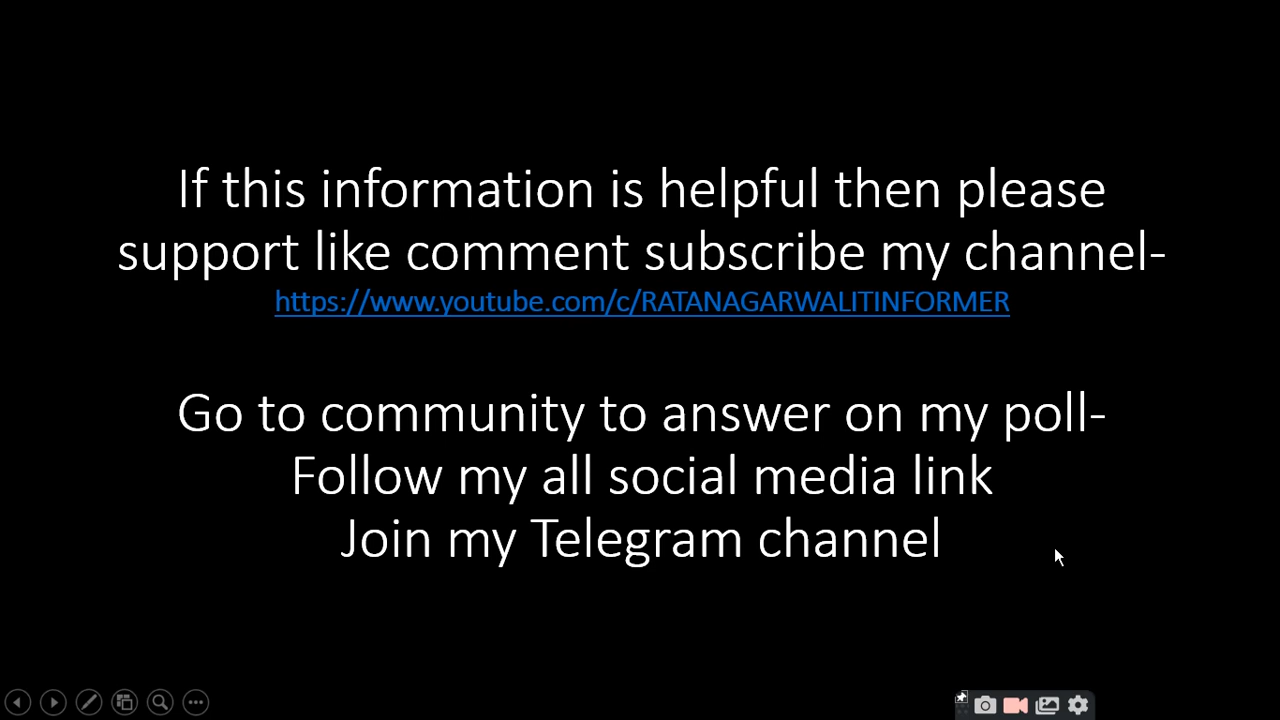 If this information is helpful then please
support like comment subscribe my channel-
https://www.youtube.com/c/RATANAGARWALITINFORMER
Go to community to answer on my poll-
Follow my all social media link
Join my Telegram channel